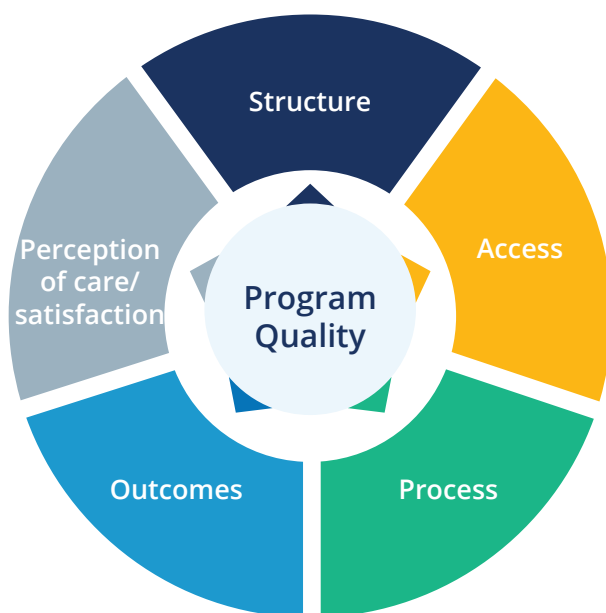 Structure
Access
Perception
of care/
satisfaction
Program
Quality
Outcomes
Process